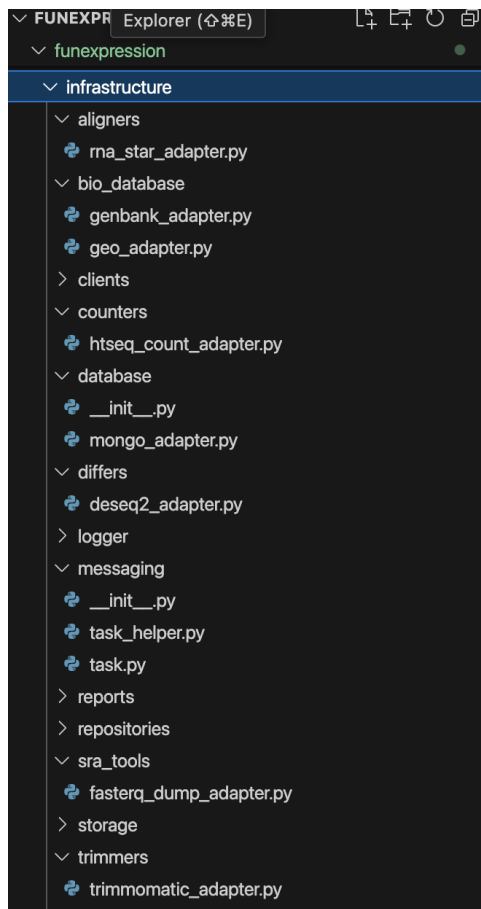 FUNEXPR
Explorer (⇧⌘E)
funexpression
infrastructure
aligners
rna_star_adapter.py
bio_database
genbank_adapter.py
geo_adapter.py
clients
counters
htseq_count_adapter.py
database
__init__.py
mongo_adapter.py
differs
deseq2_adapter.py
logger
messaging
__init__.py
task_helper.py
task.py
reports
repositories
sra_tools
fasterq_dump_adapter.py
storage
trimmers
trimmomatic_adapter.py